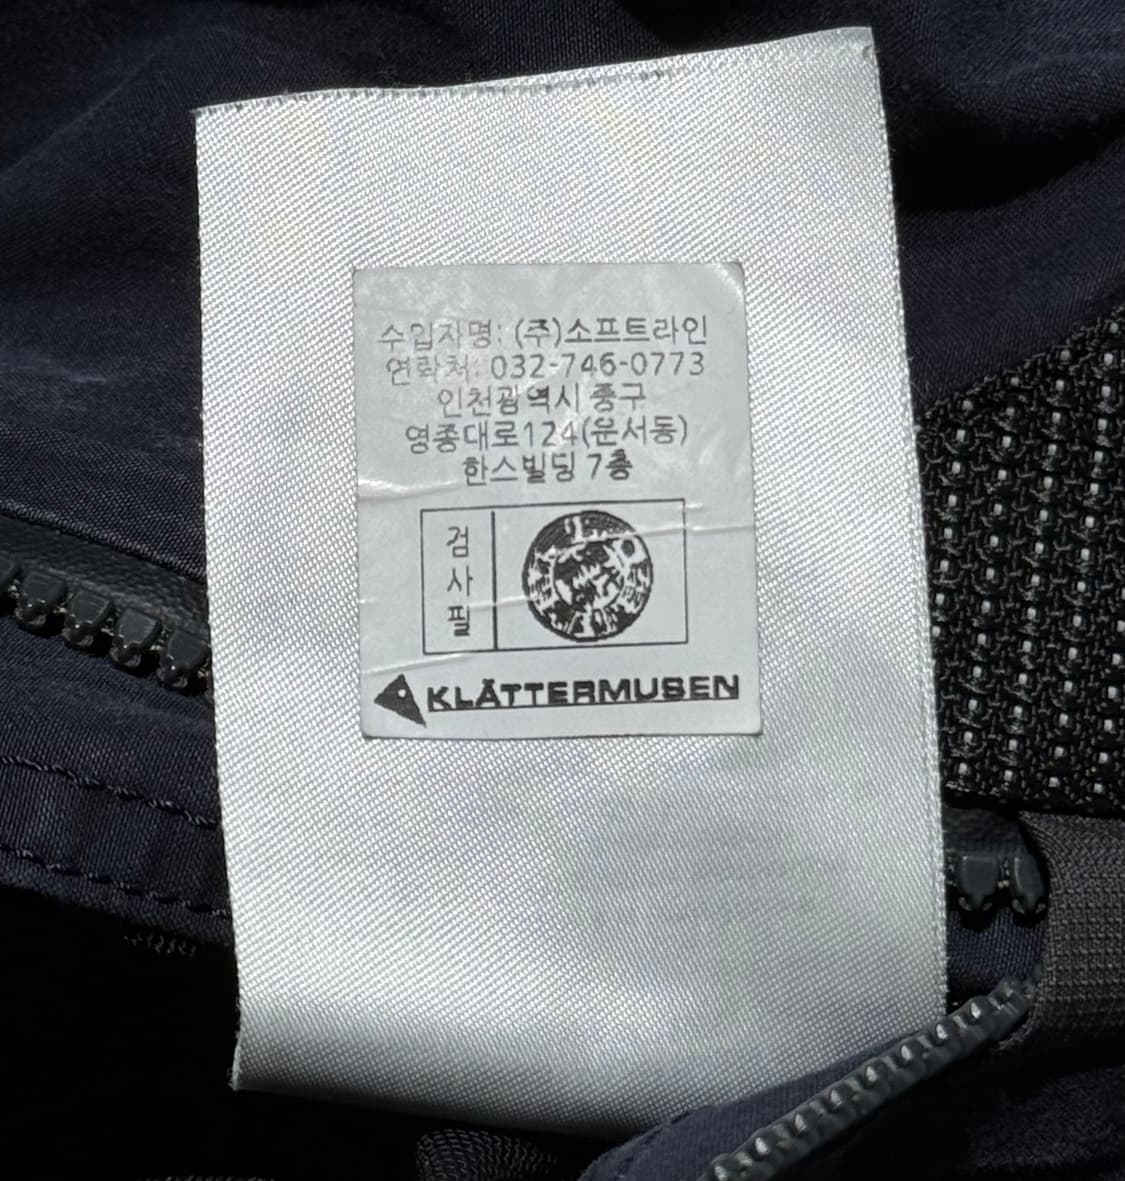 수입자명: (주)소프트라인
연락처: 032-746-0773
인천광역시 중구
영종대로124(운서동)
한스빌딩 7층
검
사
필
KLÄTTERMUSEN